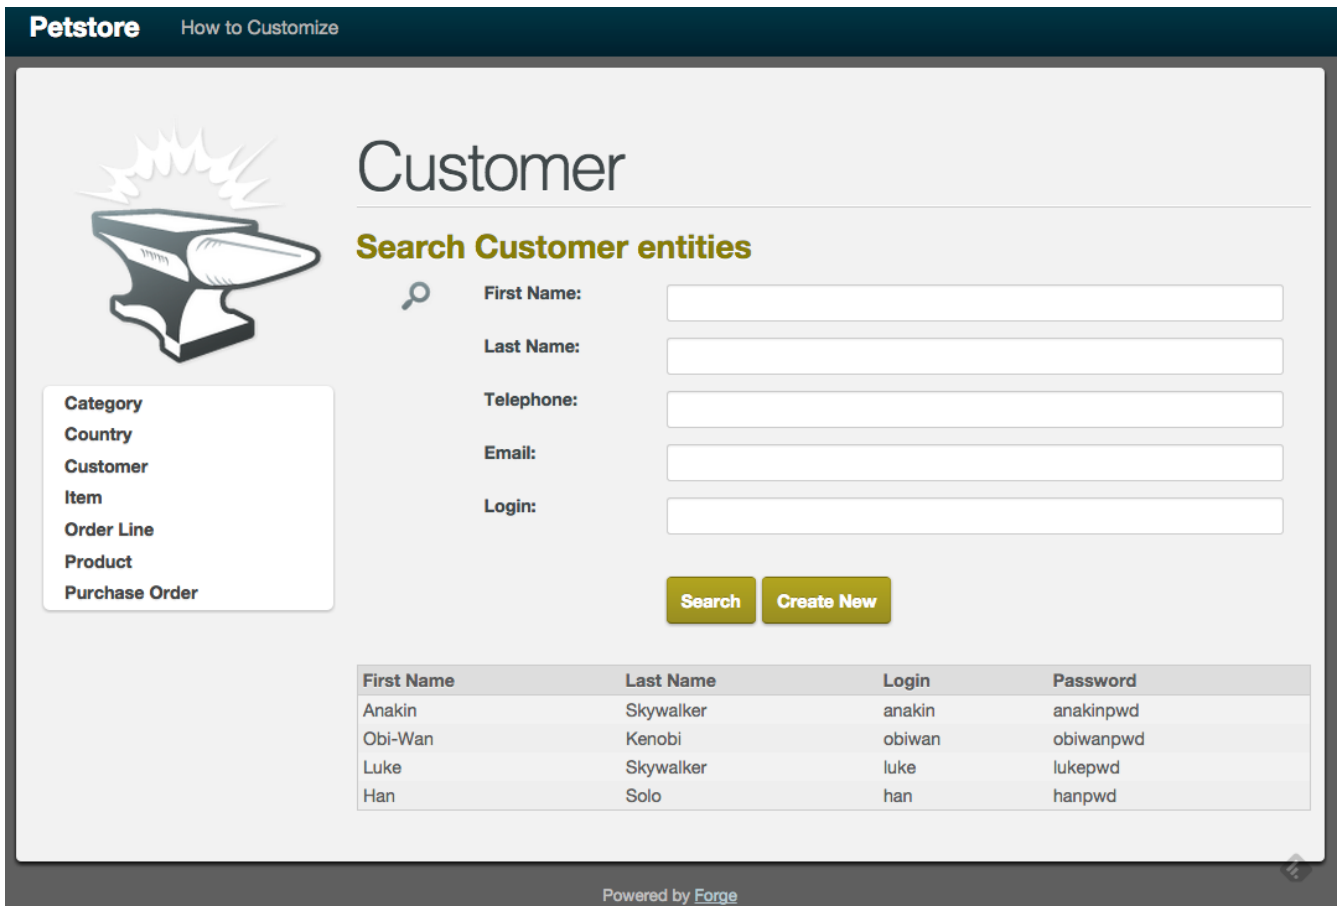 Petstore How to Customize
Customer
Search Customer entities
First Name:
Last Name:
Telephone:
Email:
Login:
Category
Country
Customer
Item
Order Line
Product
Purchase Order
Search Create New
First Name Last Name Login Password
Anakin Skywalker anakin anakinpwd
Obi-Wan Kenobi obiwan obiwanpwd
Luke Skywalker luke lukepwd
Han Solo han hanpwd
Powered by Forge